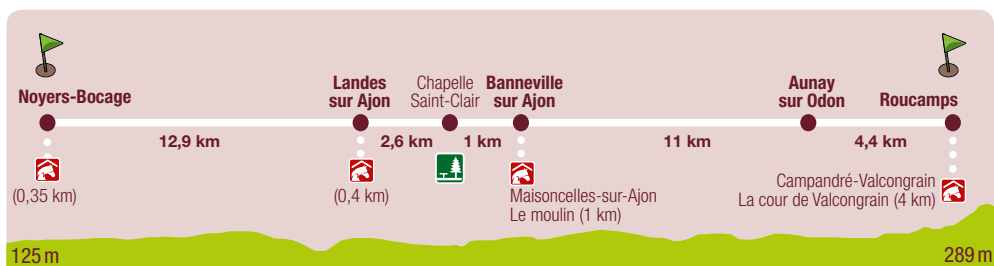 Noyers-Bocage
Landes
sur Ajon
Chapelle
Saint-Clair
Banneville
sur Ajon
Aunay
sur Odon
Roucamps
12,9 km
2,6 km
1 km
11 km
4,4 km
(0,35 km)
(0,4 km)
Maisoncelles-sur-Ajon
Le moulin (1 km)
Campandré-Valcongrain
La cour de Valcongrain (4 km)
125 m
289 m